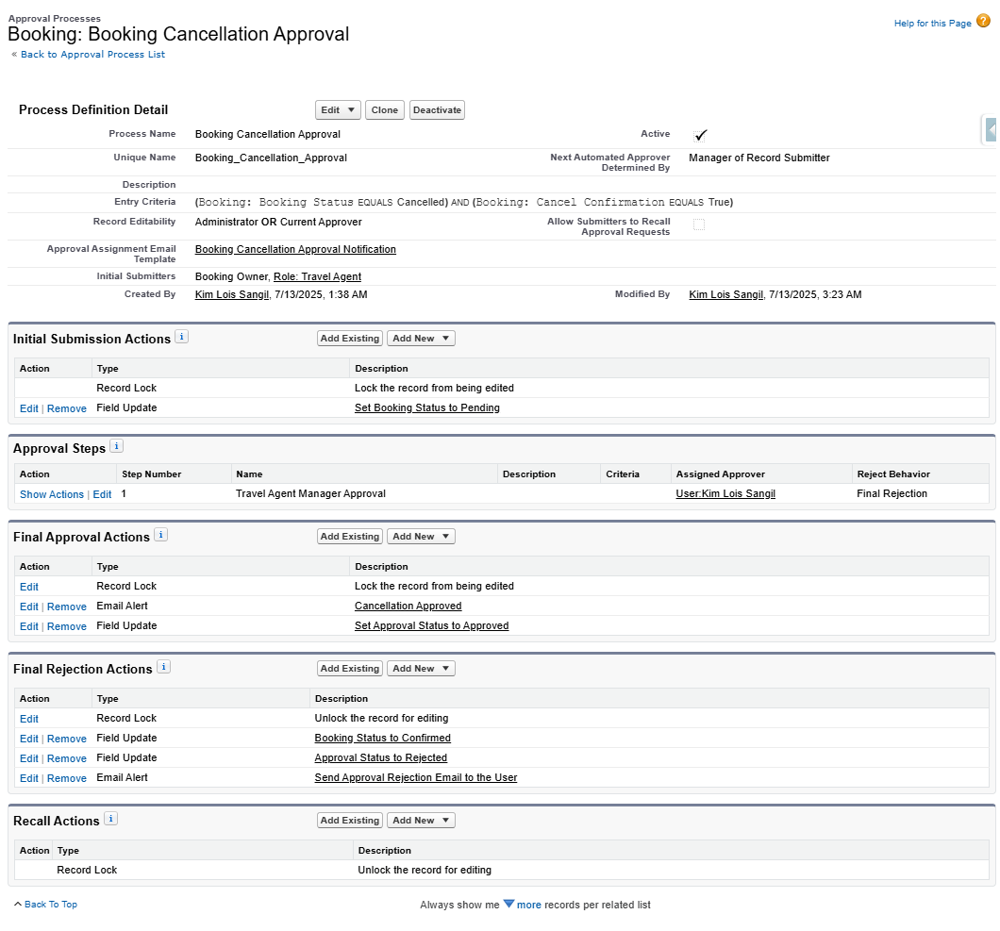 Approval Processes
Booking: Booking Cancellation Approval
Help for this Page ?
« Back to Approval Process List
Process Definition Detail
Edit Clone Deactivate
Process Name Booking Cancellation Approval Active
Unique Name Booking_Cancellation_Approval Next Automated Approver Determined By Manager of Record Submitter
Description
Entry Criteria (Booking: Booking Status EQUALS Cancelled) AND (Booking: Cancel Confirmation EQUALS True)
Record Editability Administrator OR Current Approver Allow Submitters to Recall Approval Requests
Approval Assignment Email Template Booking Cancellation Approval Notification
Initial Submitters Booking Owner, Role: Travel Agent
Created By Kim Lois Sangil, 7/13/2025, 1:38 AM Modified By Kim Lois Sangil, 7/13/2025, 3:23 AM
Initial Submission Actions i Add Existing Add New
Action Type Description
Record Lock Lock the record from being edited
Edit | Remove Field Update Set Booking Status to Pending
Approval Steps i
Action Step Number Name Description Criteria Assigned Approver Reject Behavior
Show Actions | Edit 1 Travel Agent Manager Approval User:Kim Lois Sangil Final Rejection
Final Approval Actions i Add Existing Add New
Action Type Description
Edit Record Lock Lock the record from being edited
Edit | Remove Email Alert Cancellation Approved
Edit | Remove Field Update Set Approval Status to Approved
Final Rejection Actions i Add Existing Add New
Action Type Description
Edit Record Lock Unlock the record for editing
Edit | Remove Field Update Booking Status to Confirmed
Edit | Remove Field Update Approval Status to Rejected
Edit | Remove Email Alert Send Approval Rejection Email to the User
Recall Actions i Add Existing Add New
Action Type Description
Record Lock Unlock the record for editing
Back To Top Always show me more records per related list